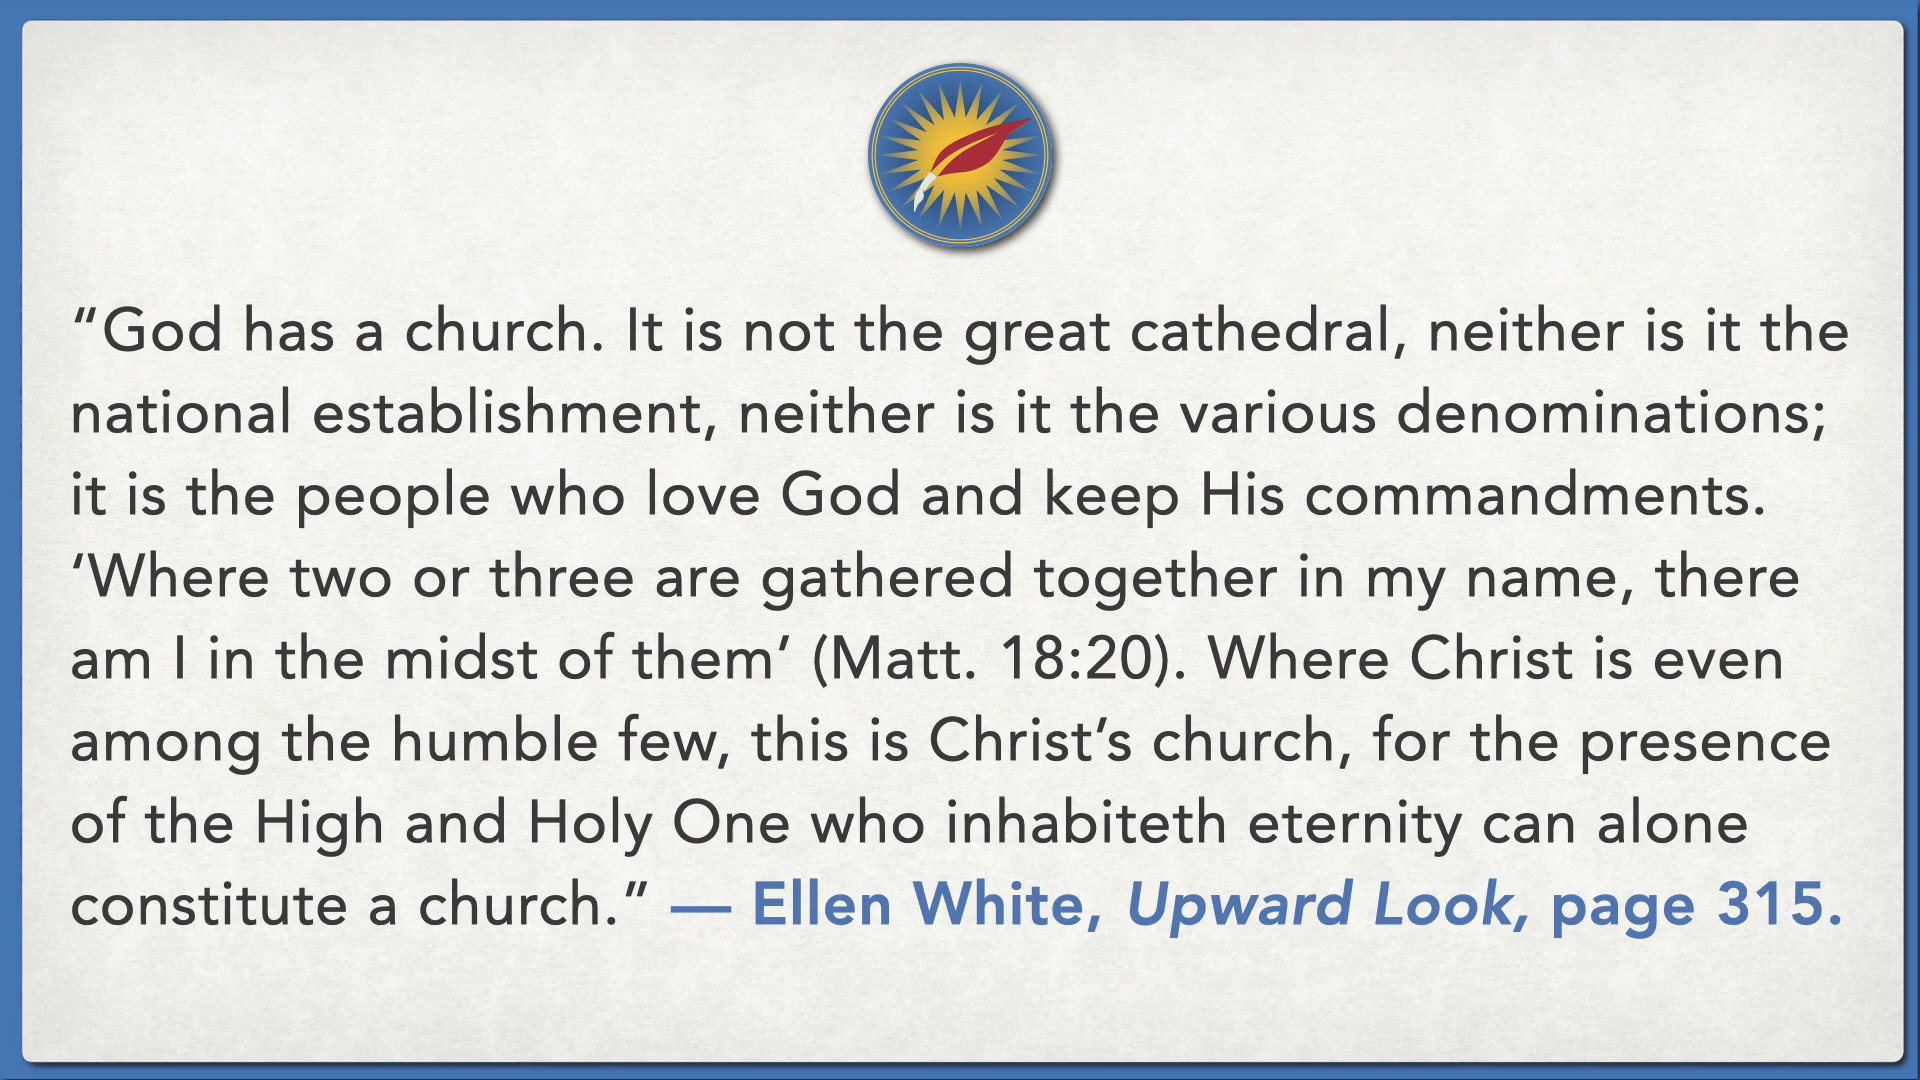 “God has a church. It is not the great cathedral, neither is it the
national establishment, neither is it the various denominations;
it is the people who love God and keep His commandments.
‘Where two or three are gathered together in my name, there
am I in the midst of them’ (Matt. 18:20). Where Christ is even
among the humble few, this is Christ’s church, for the presence
of the High and Holy One who inhabiteth eternity can alone
constitute a church.” — Ellen White, Upward Look, page 315.